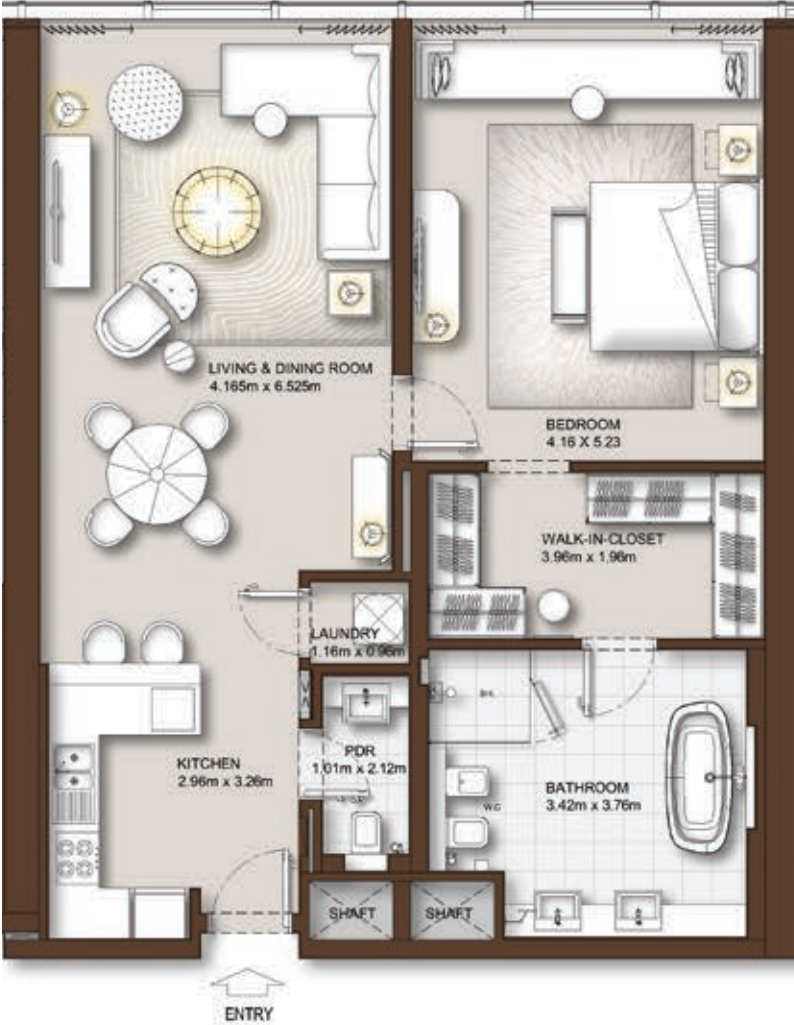 LIVING & DINING ROOM
4.165m x 6.525m
BEDROOM
4.16 X 5.23
WALK-IN-CLOSET
3.96m x 1.96m
LAUNDRY
1.16m x 0.96m
KITCHEN
2.96m x 3.26m
PDR
1.01m x 2.12m
BATHROOM
3.42m x 3.76m
WC
SHAFT
SHAFT
ENTRY